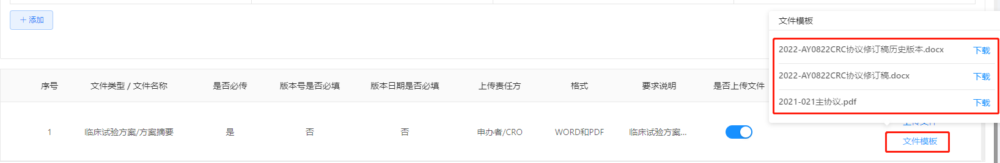 + 添加
文件模板
2022-AY0822CRC协议修订稿历史版本.docx 下载
2022-AY0822CRC协议修订稿.docx 下载
2021-021主协议.pdf 下载
序号 文件类型 / 文件名称 是否必传 版本号是否必填 版本日期是否必填 上传责任方 格式 要求说明 是否上传文件
1 临床试验方案/方案摘要 是 否 否 申办者/CRO WORD和PDF 临床试验方案...
上传文件
文件模板